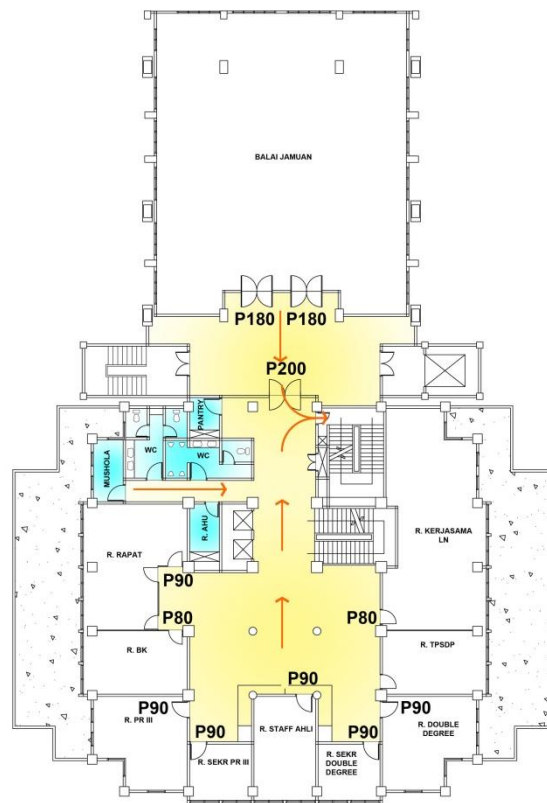 BALAI JAMUAN
P180
P180
P200
PANTRY
WC
WC
MUSHOLA
R. AHU
R. RAPAT
R. KERJASAMA
LN
P90
P80
P80
R. BK
R. TPSDP
P90
P90
R. PR III
P90
R. DOUBLE
DEGREE
R. STAFF AHLI
P90
P90
R. SEKR PR III
R. SEKR
DOUBLE
DEGREE